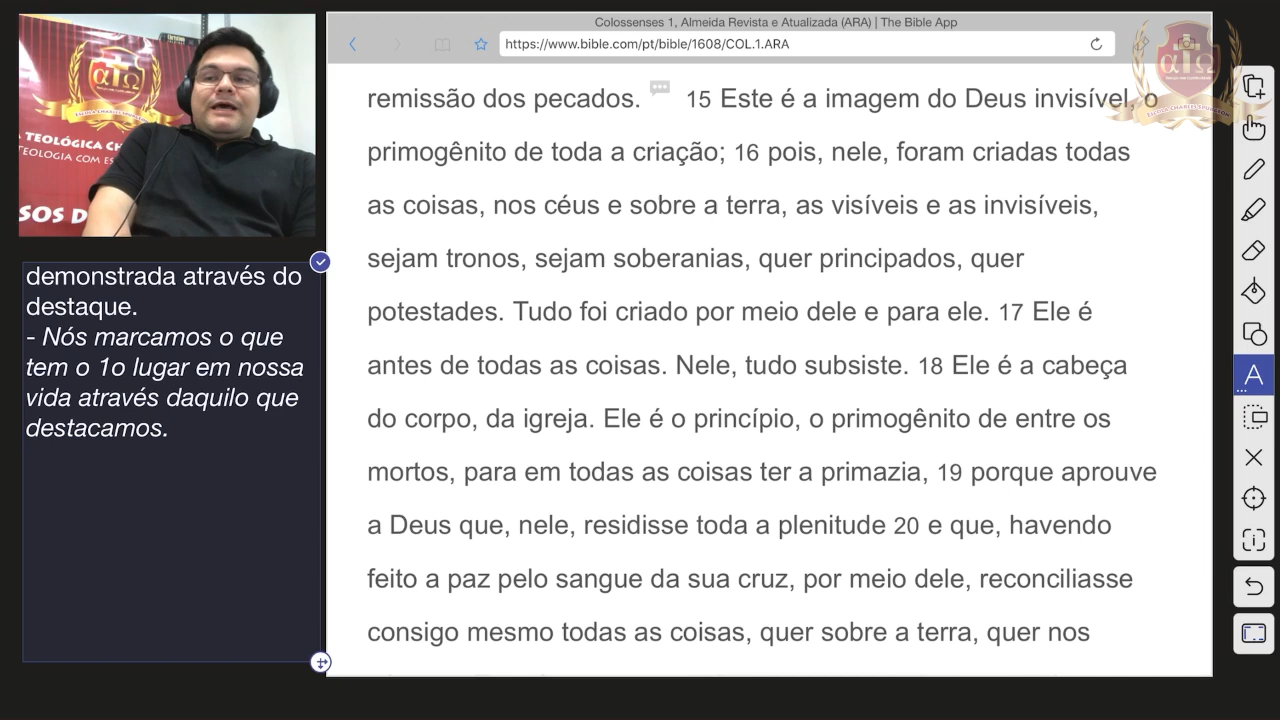 Colossenses 1, Almeida Revista e Atualizada (ARA) | The Bible App
https://www.bible.com/pt/bible/1608/COL.1.ARA
remissão dos pecados. 15 Este é a imagem do Deus invisível, o
primogênito de toda a criação; 16 pois, nele, foram criadas todas
as coisas, nos céus e sobre a terra, as visíveis e as invisíveis,
sejam tronos, sejam soberanias, quer principados, quer
potestades. Tudo foi criado por meio dele e para ele. 17 Ele é
antes de todas as coisas. Nele, tudo subsiste. 18 Ele é a cabeça
do corpo, da igreja. Ele é o princípio, o primogênito de entre os
mortos, para em todas as coisas ter a primazia, 19 porque aprouve
a Deus que, nele, residisse toda a plenitude 20 e que, havendo
feito a paz pelo sangue da sua cruz, por meio dele, reconciliasse
consigo mesmo todas as coisas, quer sobre a terra, quer nos
A TEOLÓGICA CH
TEOLOGIA COM ES
SOS D
demonstrada através do
destaque.
- Nós marcamos o que
tem o 1o lugar em nossa
vida através daquilo que
destacamos.
A